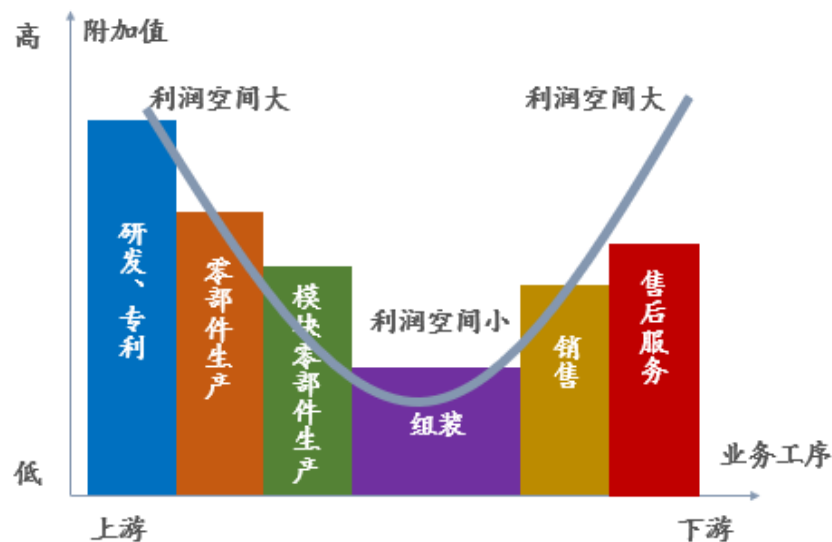 高
附加值
利润空间大
利润空间大
研发、专利
零部件生产
模块零部件生产
利润空间小
组装
销售
售后服务
低
业务工序
上游
下游